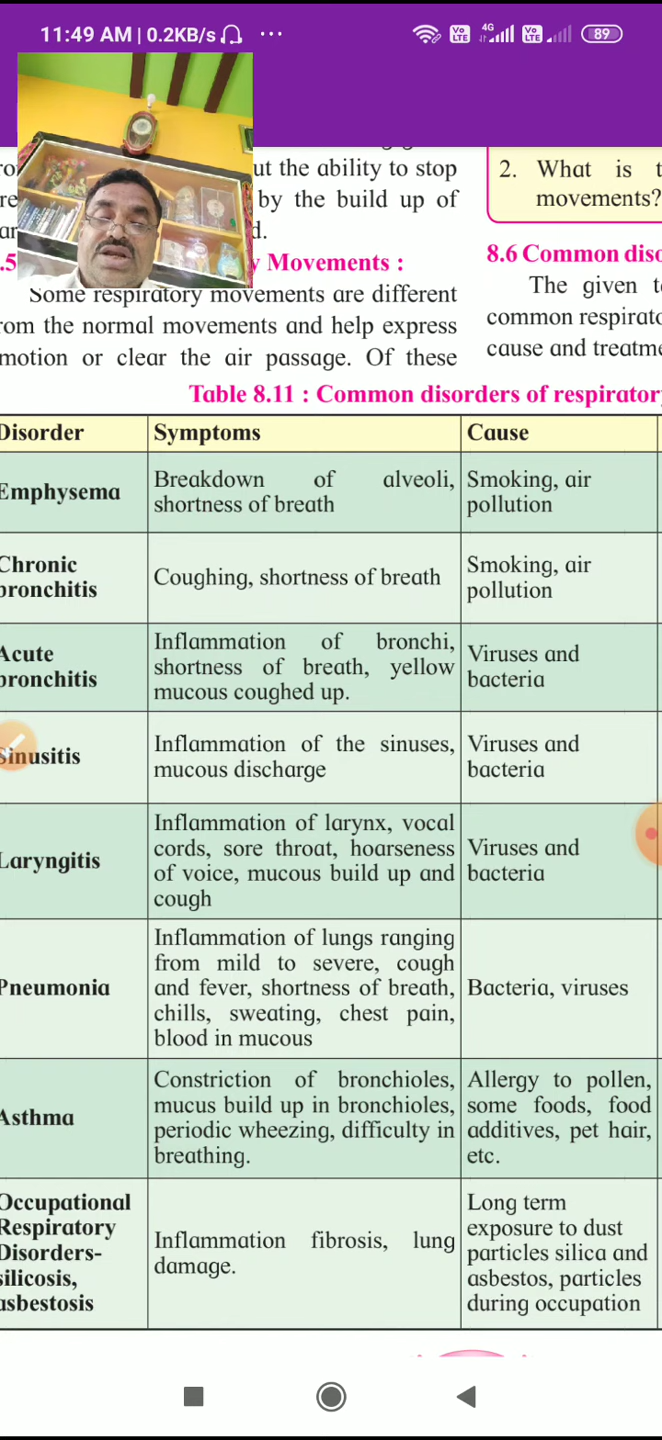 11:49 AM | 0.2KB/s
4G
Vo LTE
Vo LTE
89
ut the ability to stop
by the build up of
d.
.5
y Movements :
Some respiratory movements are different
rom the normal movements and help express
motion or clear the air passage. Of these
2. What is t
movements?
8.6 Common diso
The given t
common respirato
cause and treatme
Table 8.11 : Common disorders of respirator
Disorder Symptoms Cause
Emphysema
Breakdown of alveoli,
shortness of breath
Smoking, air
pollution
Chronic
bronchitis
Coughing, shortness of breath
Smoking, air
pollution
Acute
bronchitis
Inflammation of bronchi,
shortness of breath, yellow
mucous coughed up.
Viruses and
bacteria
Sinusitis
Inflammation of the sinuses,
mucous discharge
Viruses and
bacteria
Laryngitis
Inflammation of larynx, vocal
cords, sore throat, hoarseness
of voice, mucous build up and
cough
Viruses and
bacteria
Pneumonia
Inflammation of lungs ranging
from mild to severe, cough
and fever, shortness of breath,
chills, sweating, chest pain,
blood in mucous
Bacteria, viruses
Asthma
Constriction of bronchioles,
mucus build up in bronchioles,
periodic wheezing, difficulty in
breathing.
Allergy to pollen,
some foods, food
additives, pet hair,
etc.
Occupational
Respiratory
Disorders-
silicosis,
asbestosis
Inflammation fibrosis, lung
damage.
Long term
exposure to dust
particles silica and
asbestos, particles
during occupation